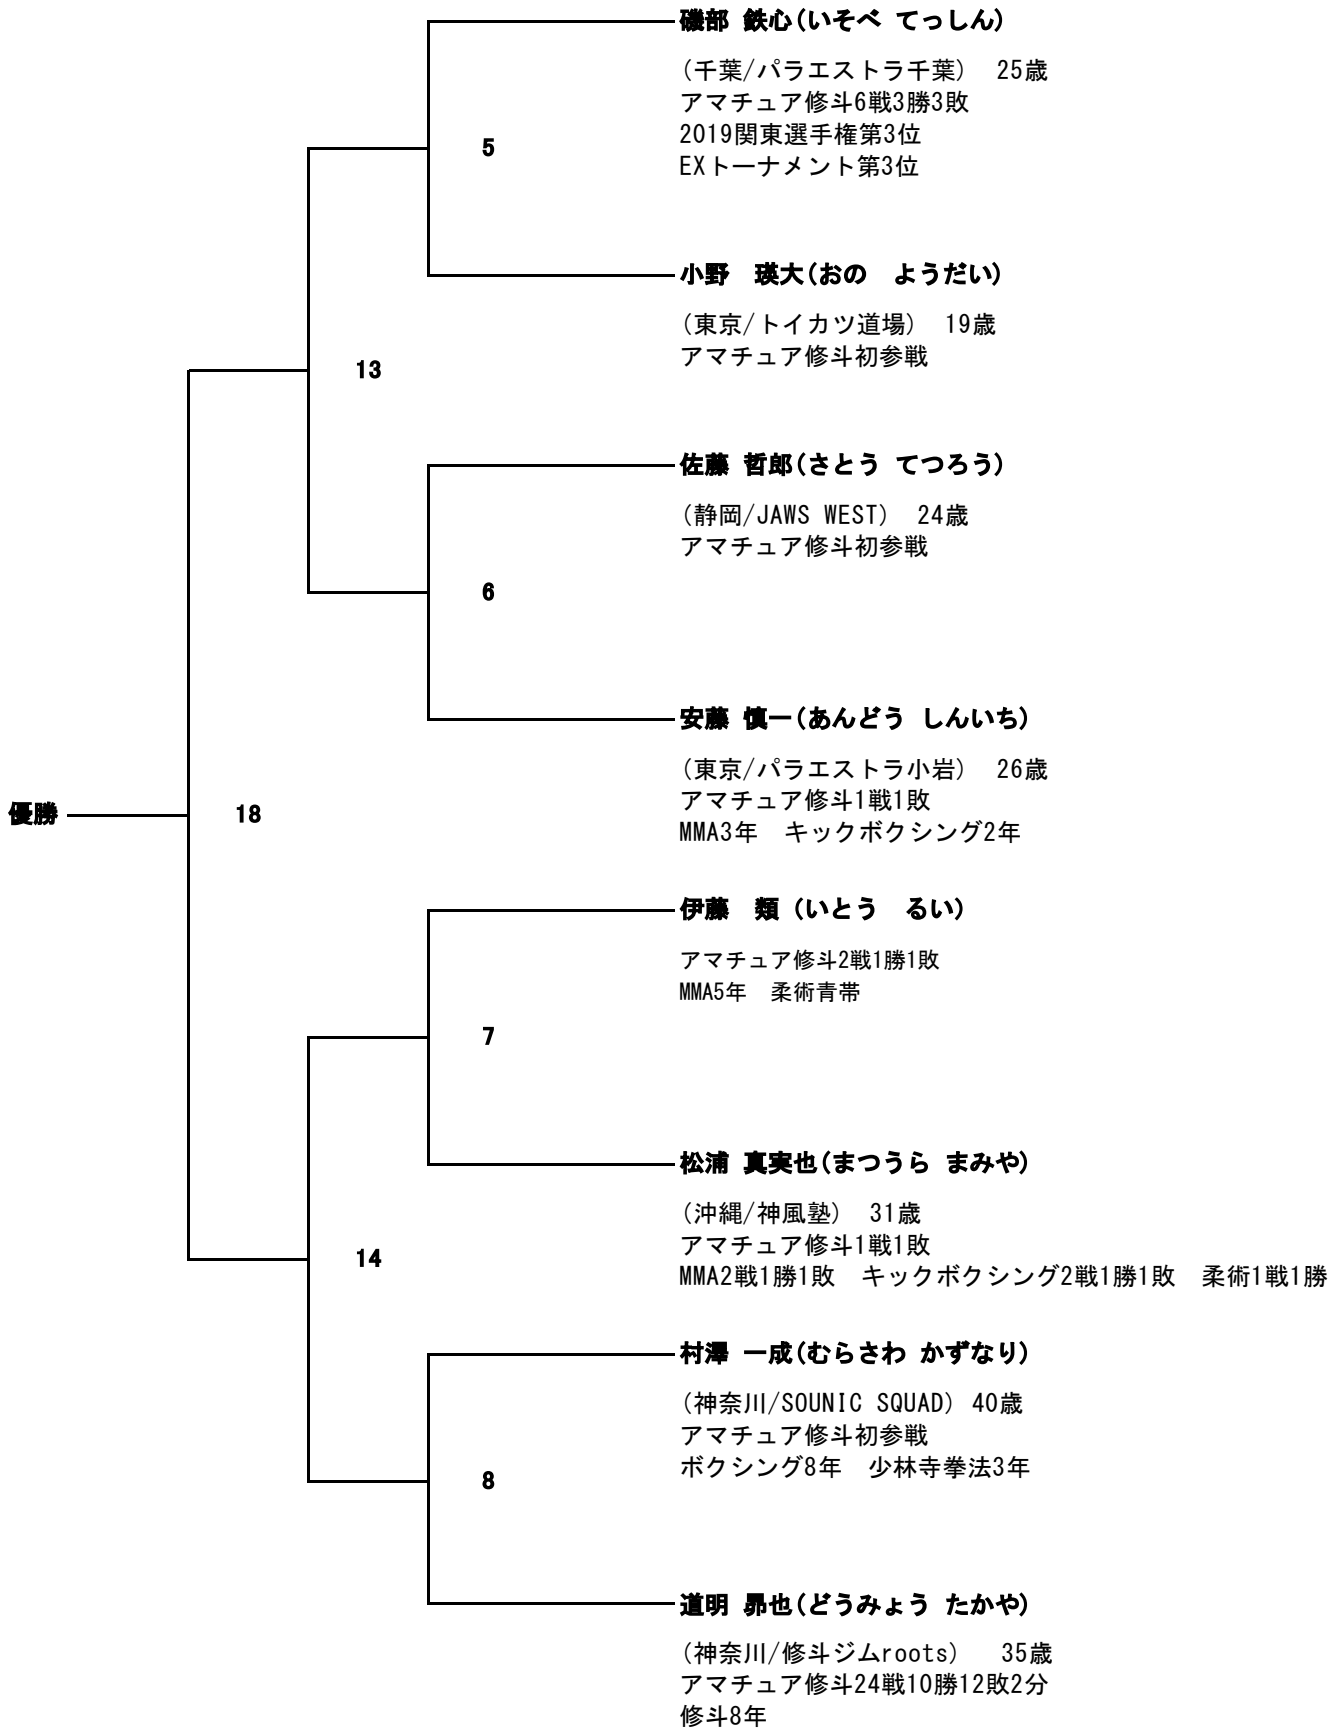 磯部 鉄心(いそべ てっしん)
(千葉/パラエストラ千葉) 25歳
アマチュア修斗6戦3勝3敗
2019関東選手権第3位
EXトーナメント第3位
5
小野　瑛大(おの　ようだい)
(東京/トイカツ道場) 19歳
アマチュア修斗初参戦
13
佐藤 哲郎(さとう てつろう)
(静岡/JAWS WEST) 24歳
アマチュア修斗初参戦
6
安藤 慎一(あんどう しんいち)
(東京/パラエストラ小岩) 26歳
アマチュア修斗1戦1敗
MMA3年　キックボクシング2年
優勝
18
伊藤　類 (いとう　るい)
アマチュア修斗2戦1勝1敗
MMA5年　柔術青帯
7
松浦 真実也(まつうら まみや)
(沖縄/神風塾) 31歳
アマチュア修斗1戦1敗
MMA2戦1勝1敗　キックボクシング2戦1勝1敗　柔術1戦1勝
14
村澤 一成(むらさわ かずなり)
(神奈川/SOUNIC SQUAD) 40歳
アマチュア修斗初参戦
ボクシング8年　少林寺拳法3年
8
道明 昴也(どうみょう たかや)
(神奈川/修斗ジムroots)　 35歳
アマチュア修斗24戦10勝12敗2分
修斗8年